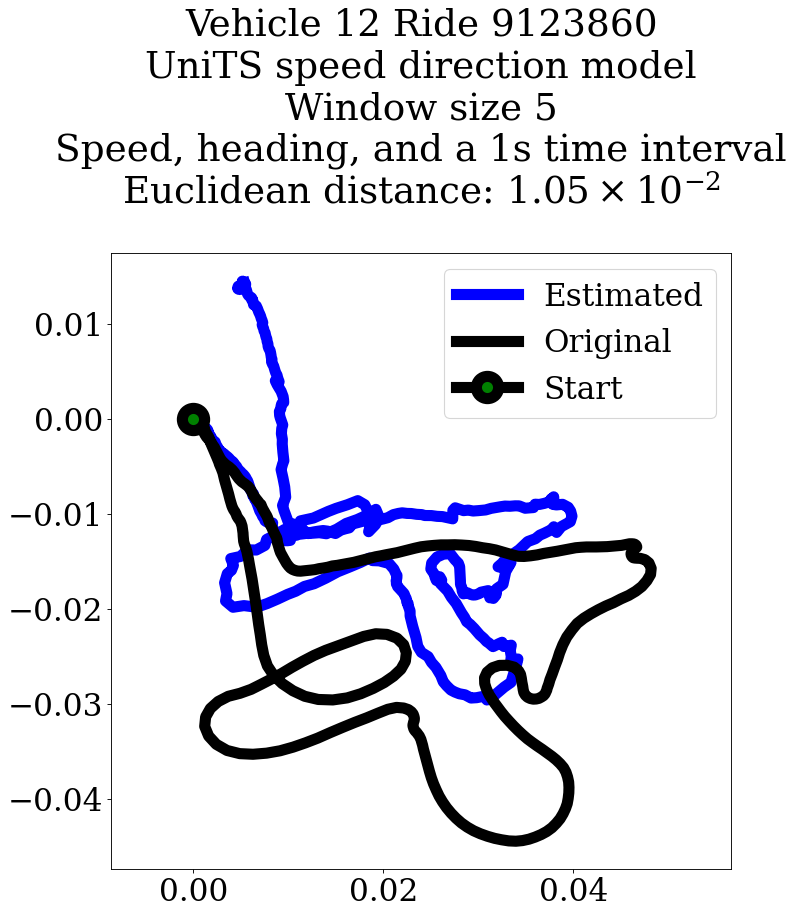 Vehicle 12 Ride 9123860
UniTS speed direction model
Window size 5
Speed, heading, and a 1s time interval
Euclidean distance: 1.05 × 10⁻²
Estimated
Original
Start
0.01
0.00
−0.01
−0.02
−0.03
−0.04
0.00 0.02 0.04